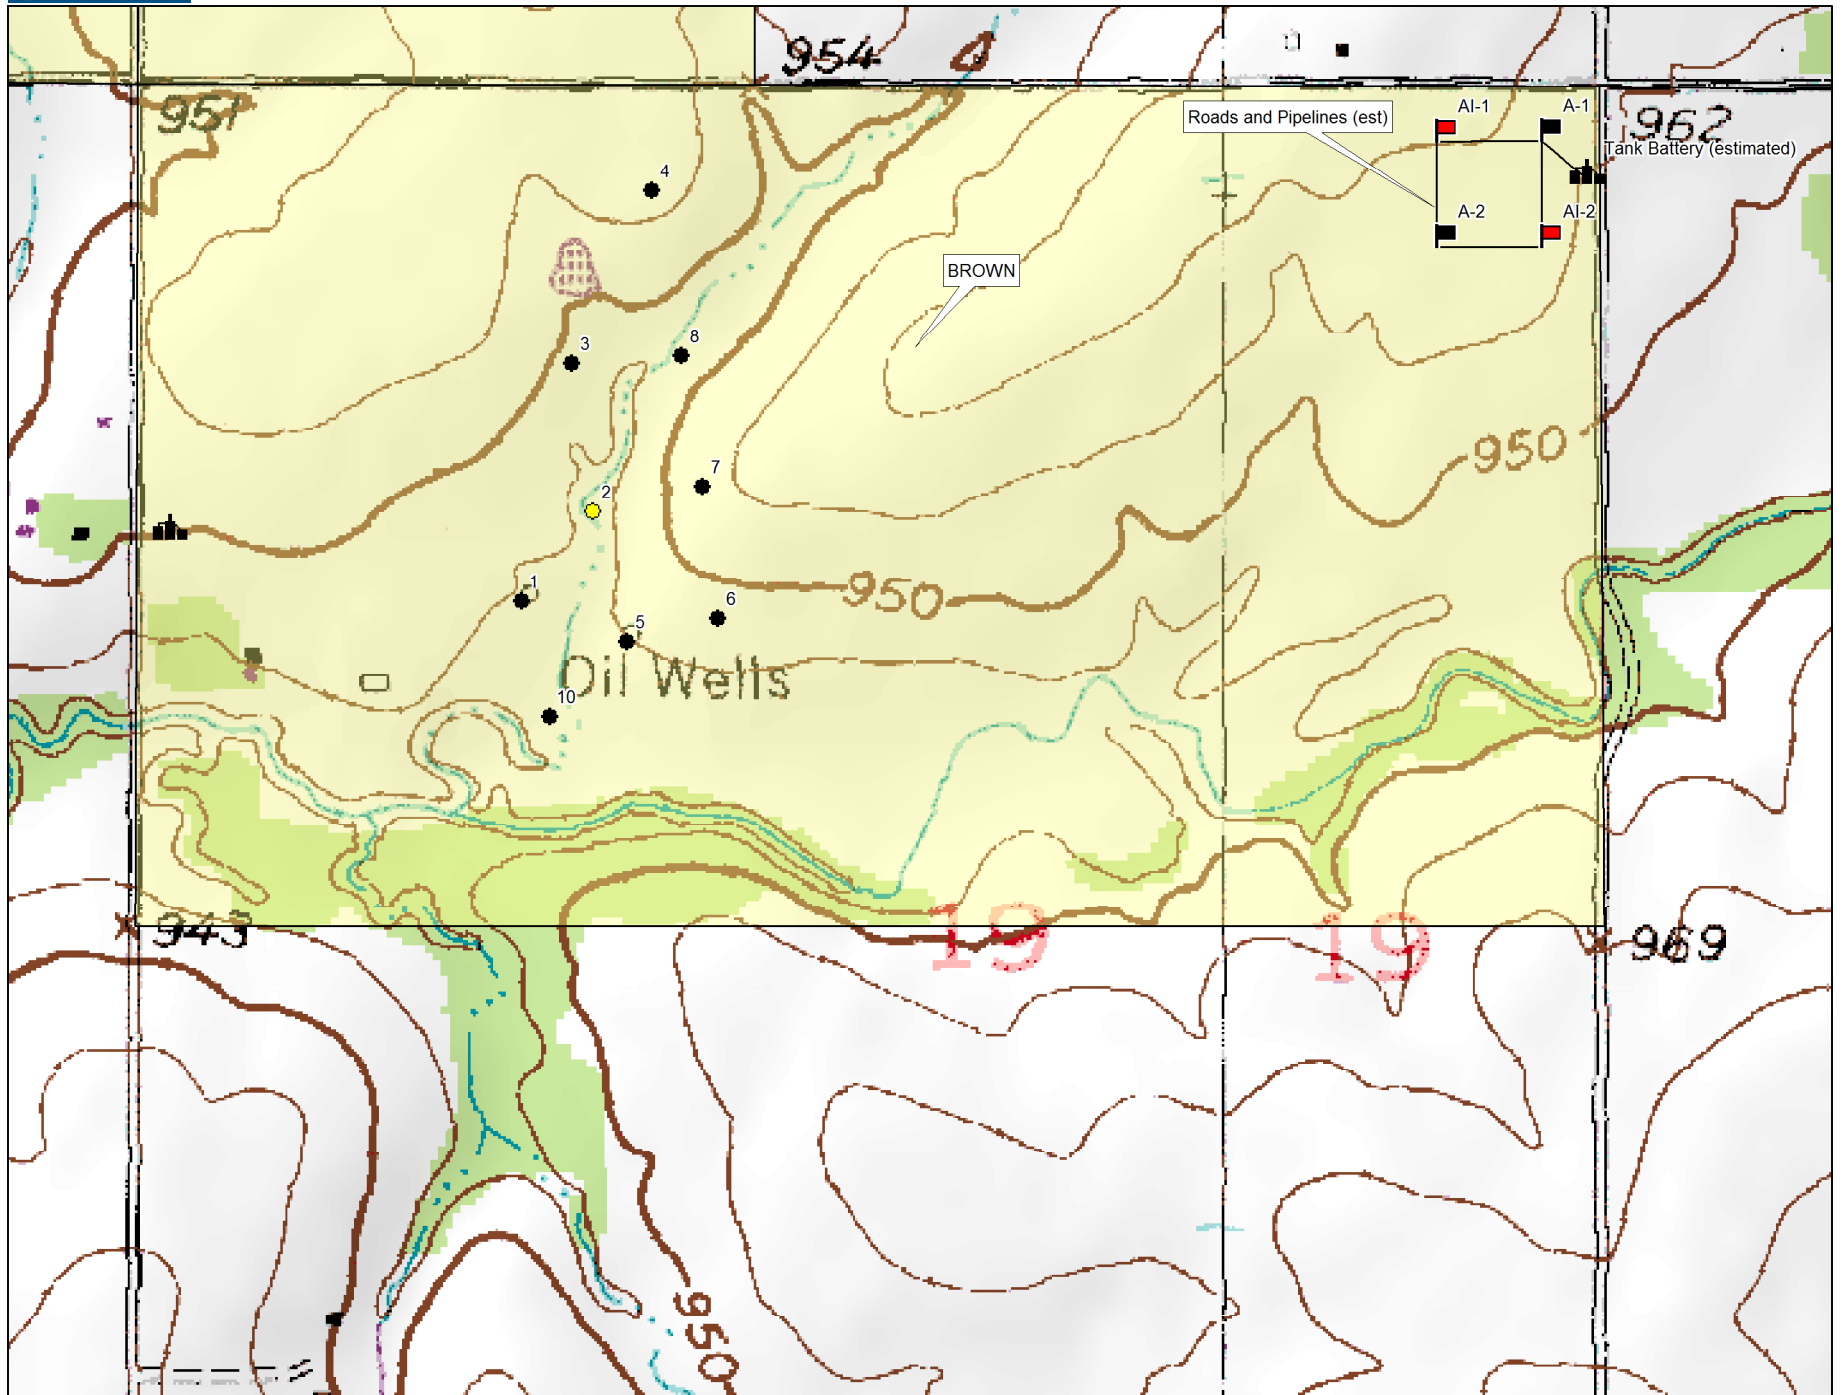 954
951
AI-1
A-1
Roads and Pipelines (est)
962
Tank Battery (estimated)
4
A-2
AI-2
BROWN
3
8
950
7
2
1
950
6
5
Oil Wells
10
943
19
19
969
950